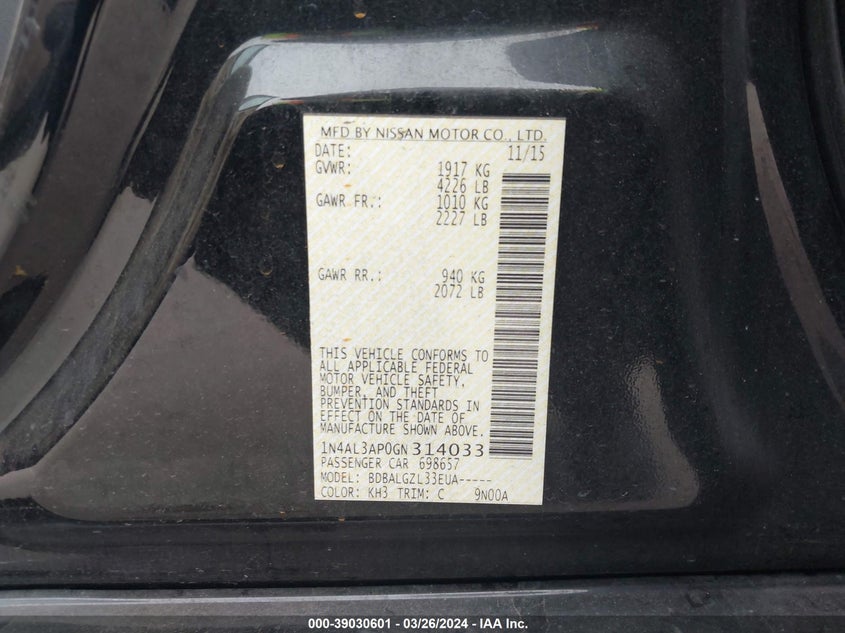 MFD BY NISSAN MOTOR CO., LTD.
DATE: 11/15
GVWR: 1917 KG
4226 LB
GAWR FR.: 1010 KG
2227 LB
GAWR RR.: 940 KG
2072 LB
THIS VEHICLE CONFORMS TO
ALL APPLICABLE FEDERAL
MOTOR VEHICLE SAFETY,
BUMPER, AND THEFT
PREVENTION STANDARDS IN
EFFECT ON THE DATE OF
MANUFACTURE SHOWN ABOVE.
1N4AL3AP0GN314033
PASSENGER CAR 698657
MODEL: BDBALGZL33EUA-----
COLOR: KH3 TRIM: C 9N00A
000-39030601 - 03/26/2024 - IAAI.com